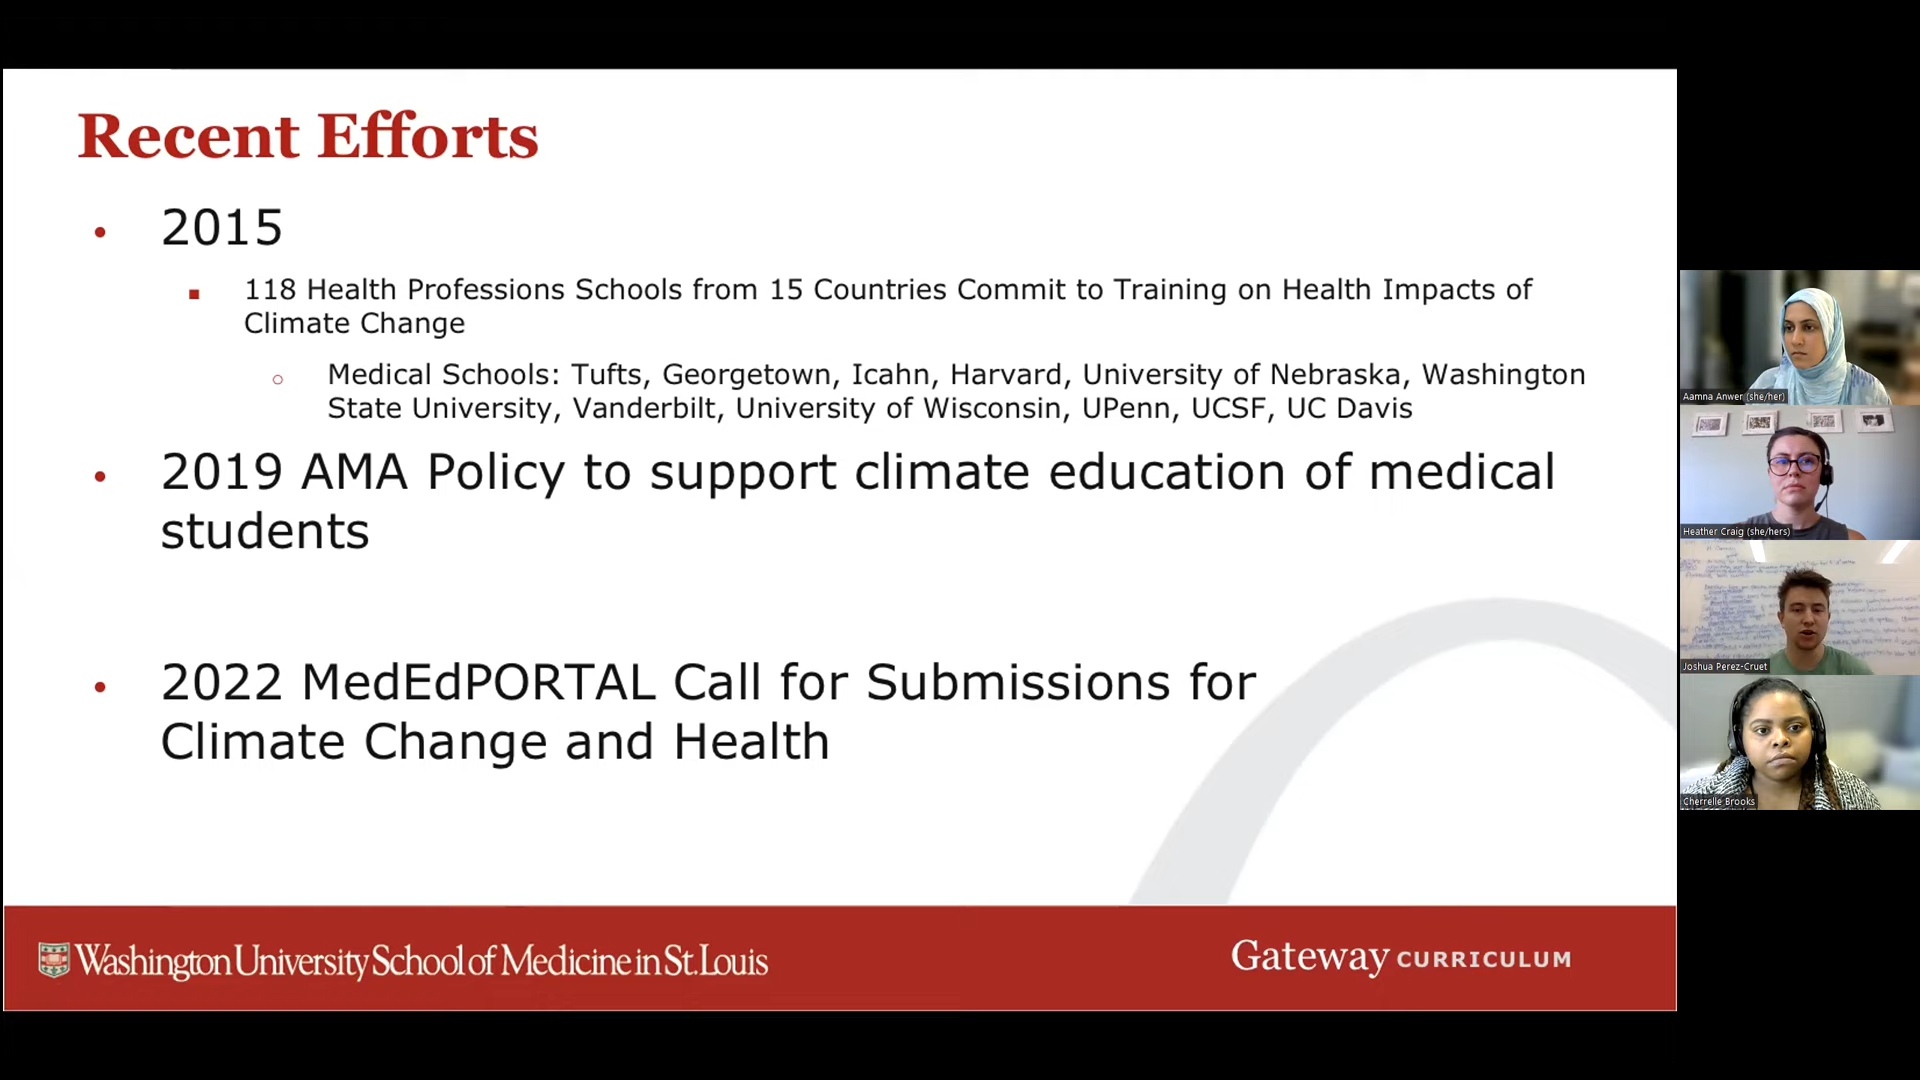 Recent Efforts
• 2015
▪ 118 Health Professions Schools from 15 Countries Commit to Training on Health Impacts of
Climate Change
○ Medical Schools: Tufts, Georgetown, Icahn, Harvard, University of Nebraska, Washington
State University, Vanderbilt, University of Wisconsin, UPenn, UCSF, UC Davis
• 2019 AMA Policy to support climate education of medical
students
• 2022 MedEdPORTAL Call for Submissions for
Climate Change and Health
Washington University School of Medicine in St. Louis
Gateway CURRICULUM
Aamna Anwer (she/her)
Heather Craig (she/hers)
Joshua Perez-Cruet
Cherrelle Brooks